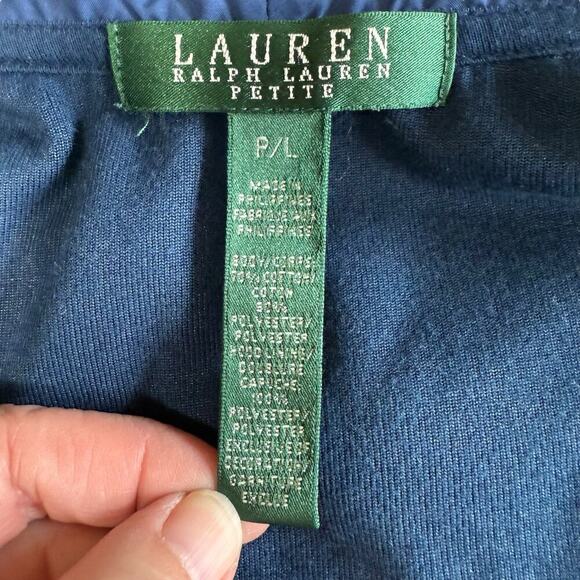 LAUREN
RALPH LAUREN
PETITE
P/L
MADE IN
PHILIPPINES
FABRIQUE AUX
PHILIPPINES
BODY/CORPS:
70% COTTON/
COTON
30%
POLYESTER/
POLYESTER
HOOD LINING/
DOUBLURE
CAPUCHE:
100%
POLYESTER/
POLYESTER
EXCLUSIVE OF
DECORATION/
GARNITURE
EXCLUE